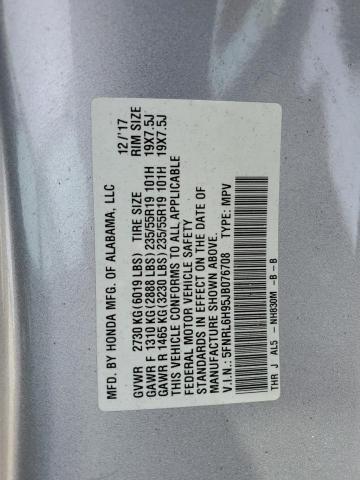 MFD. BY HONDA MFG. OF ALABAMA, LLC 12/'17
GVWR 2730 KG(6019 LBS) TIRE SIZE RIM SIZE
GAWR F 1310 KG(2888 LBS) 235/55R19 101H 19X7.5J
GAWR R 1465 KG(3230 LBS) 235/55R19 101H 19X7.5J
THIS VEHICLE CONFORMS TO ALL APPLICABLE
FEDERAL MOTOR VEHICLE SAFETY
STANDARDS IN EFFECT ON THE DATE OF
MANUFACTURE SHOWN ABOVE.
V.I.N.: 5FNRL6H95JB076708 TYPE: MPV
THR J AL5 - NH830M -B - B